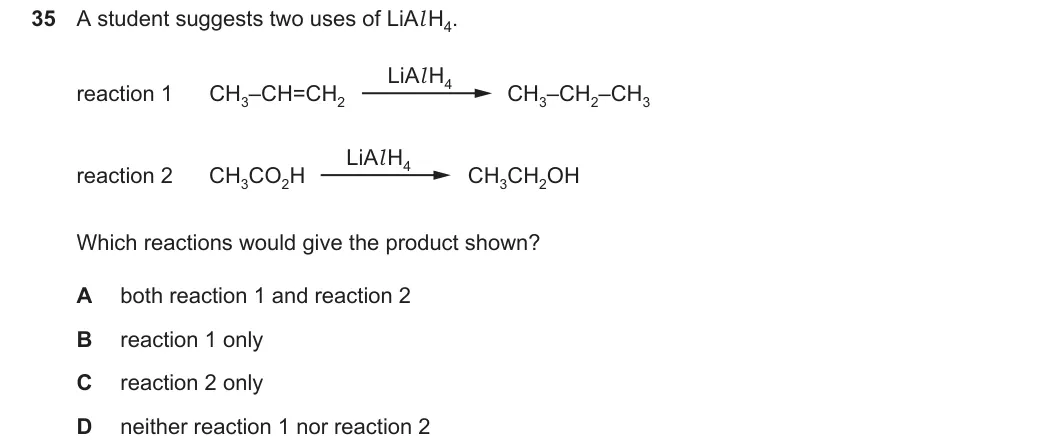 35 A student suggests two uses of LiAlH₄.
LiAlH₄
reaction 1 CH₃–CH=CH₂ CH₃–CH₂–CH₃
LiAlH₄
reaction 2 CH₃CO₂H CH₃CH₂OH
Which reactions would give the product shown?
A both reaction 1 and reaction 2
B reaction 1 only
C reaction 2 only
D neither reaction 1 nor reaction 2